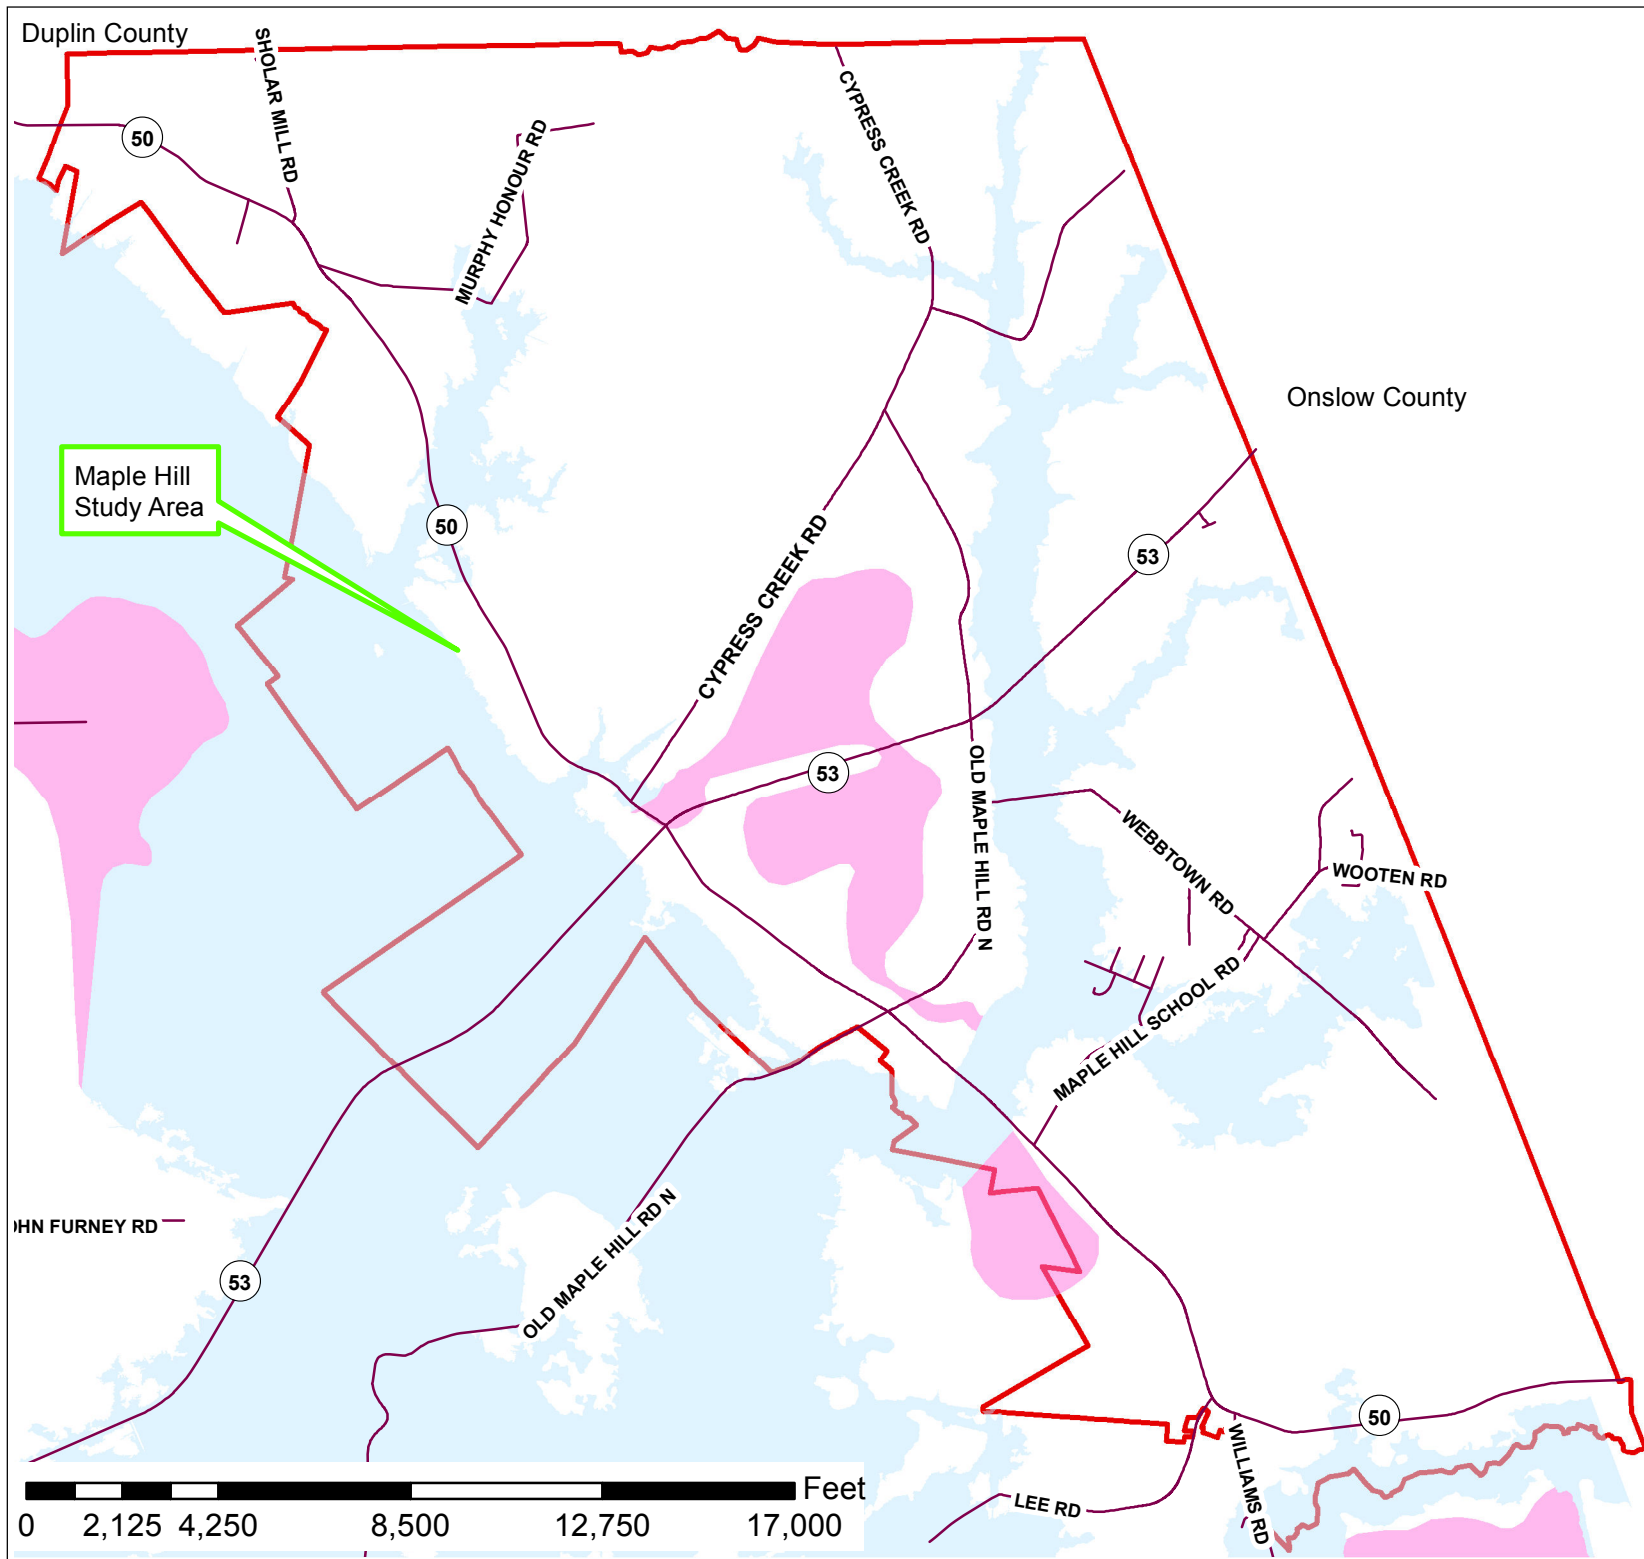 Duplin County
SHOLAR MILL RD
50
MURPHY HONOUR RD
CYPRESS CREEK RD
Onslow County
Maple Hill
Study Area
50
53
CYPRESS CREEK RD
53
OLD MAPLE HILL RD N
WEBBTOWN RD
WOOTEN RD
MAPLE HILL SCHOOL RD
OHN FURNEY RD
53
OLD MAPLE HILL RD N
50
WILLIAMS RD
LEE RD
Feet
0 2,125 4,250 8,500 12,750 17,000